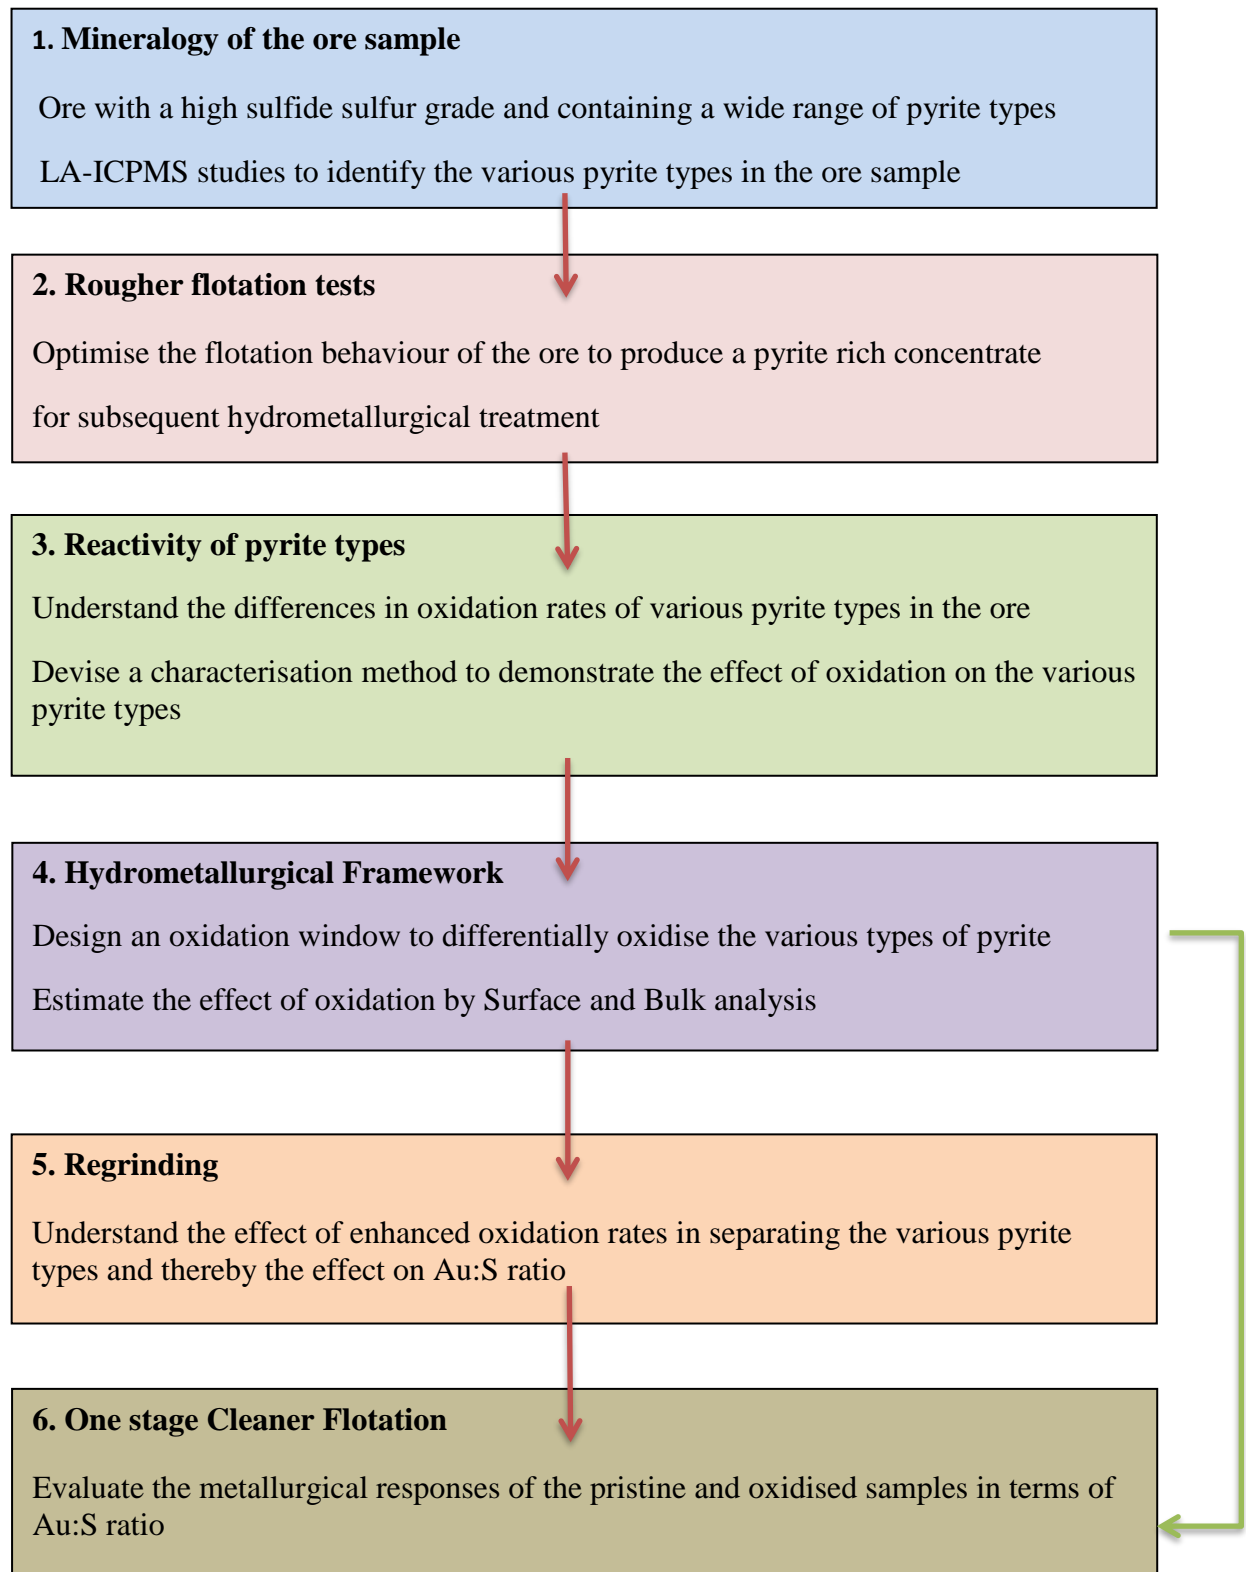 1. Mineralogy of the ore sample
Ore with a high sulfide sulfur grade and containing a wide range of pyrite types
LA-ICPMS studies to identify the various pyrite types in the ore sample
2. Rougher flotation tests
Optimise the flotation behaviour of the ore to produce a pyrite rich concentrate
for subsequent hydrometallurgical treatment
3. Reactivity of pyrite types
Understand the differences in oxidation rates of various pyrite types in the ore
Devise a characterisation method to demonstrate the effect of oxidation on the various
pyrite types
4. Hydrometallurgical Framework
Design an oxidation window to differentially oxidise the various types of pyrite
Estimate the effect of oxidation by Surface and Bulk analysis
5. Regrinding
Understand the effect of enhanced oxidation rates in separating the various pyrite
types and thereby the effect on Au:S ratio
6. One stage Cleaner Flotation
Evaluate the metallurgical responses of the pristine and oxidised samples in terms of
Au:S ratio